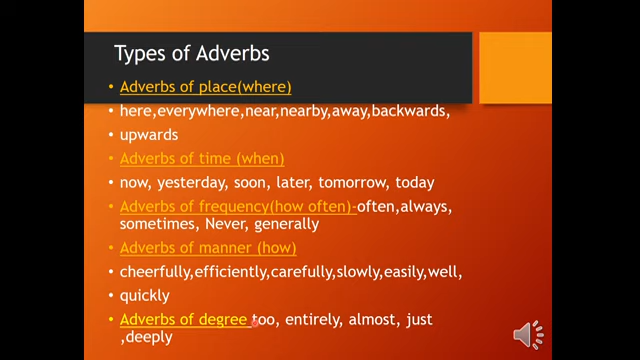 Types of Adverbs
• Adverbs of place(where)
• here,everywhere,near,nearby,away,backwards,
• upwards
• Adverbs of time (when)
• now, yesterday, soon, later, tomorrow, today
• Adverbs of frequency(how often)-often,always,
sometimes, Never, generally
• Adverbs of manner (how)
• cheerfully,efficiently,carefully,slowly,easily,well,
• quickly
• Adverbs of degree too, entirely, almost, just
,deeply